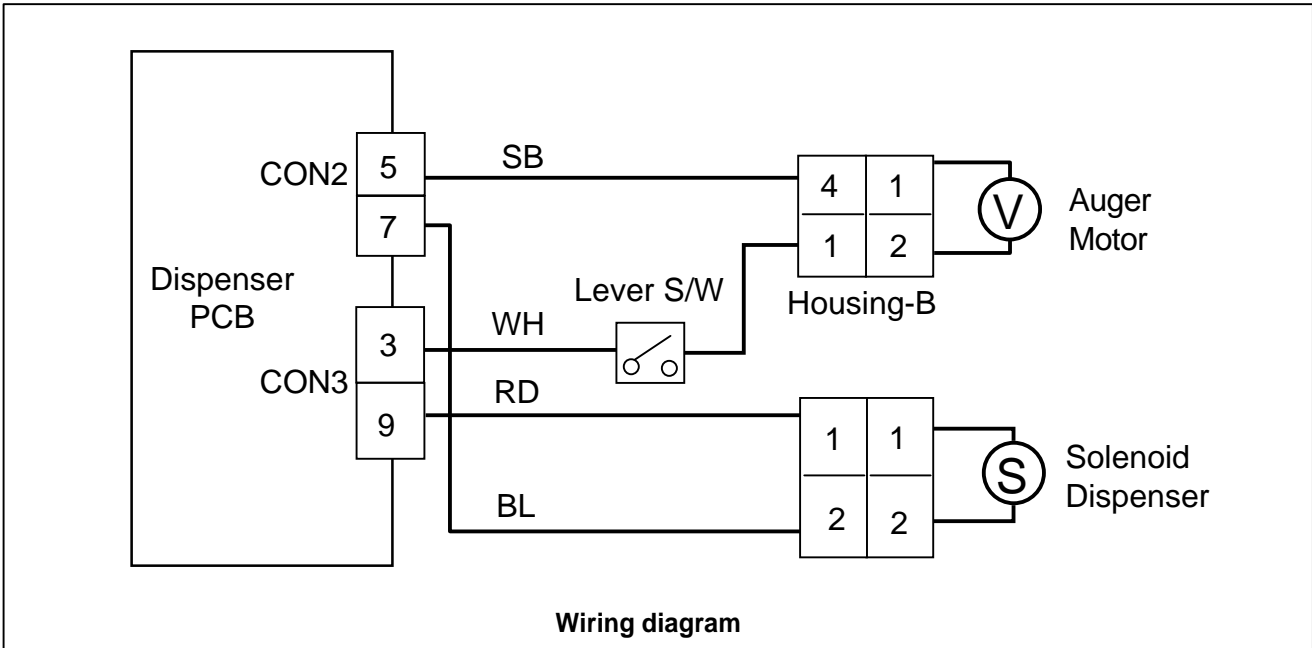 CON2
5
7
SB
4
1
1
2
V
Auger
Motor
Housing-B
Dispenser
PCB
Lever S/W
WH
CON3
3
9
RD
BL
1
1
2
2
S
Solenoid
Dispenser
Wiring diagram